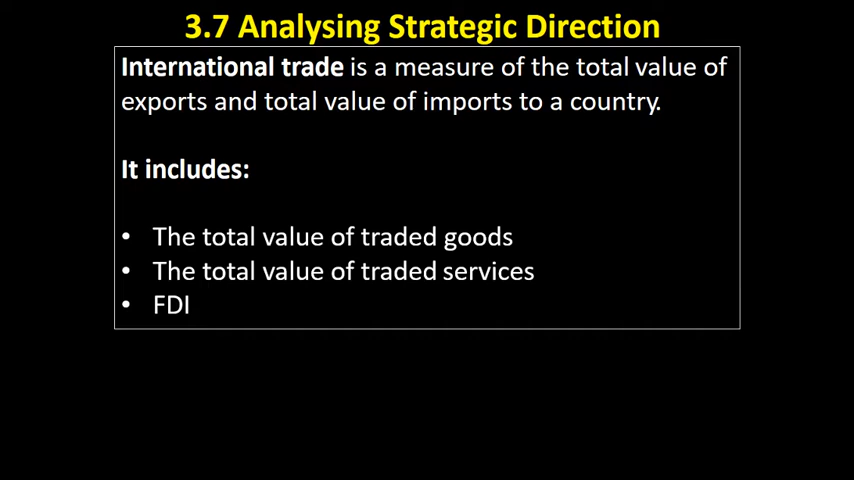 3.7 Analysing Strategic Direction
International trade is a measure of the total value of
exports and total value of imports to a country.
It includes:
• The total value of traded goods
• The total value of traded services
• FDI